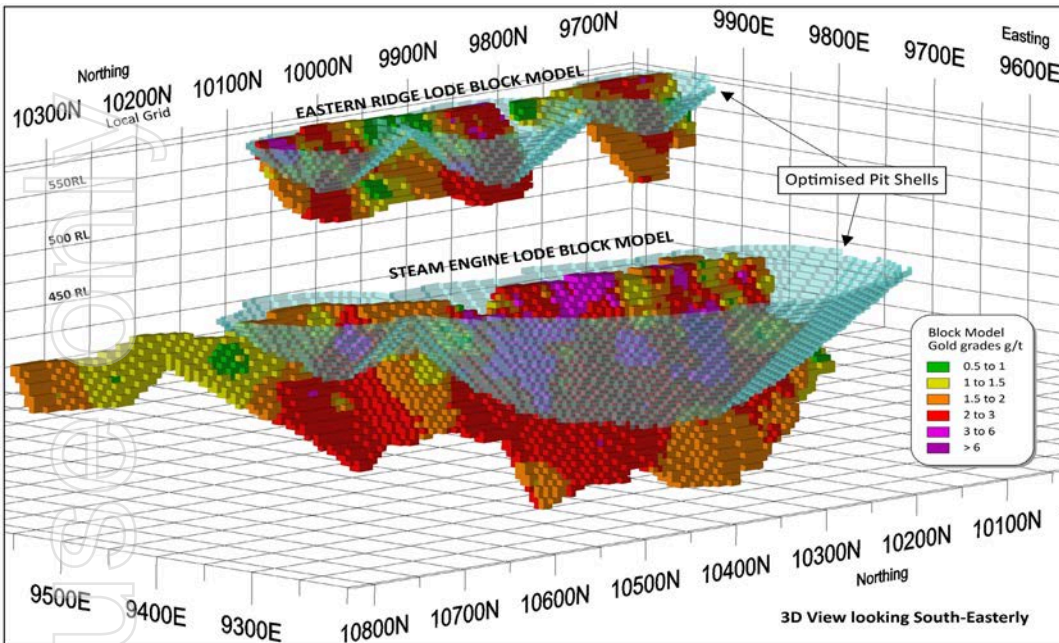 Northing
10300N
10200N
10100N
10000N
9900N
9800N
9700N
Local Grid
9900E
9800E
9700E
9600E
Easting
EASTERN RIDGE LODE BLOCK MODEL
550RL
500 RL
450 RL
Optimised Pit Shells
STEAM ENGINE LODE BLOCK MODEL
Block Model
Gold grades g/t
0.5 to 1
1 to 1.5
1.5 to 2
2 to 3
3 to 6
> 6
9500E
9400E
9300E
10800N
10700N
10600N
10500N
10400N
10300N
10200N
10100N
Northing
3D View looking South-Easterly
use only